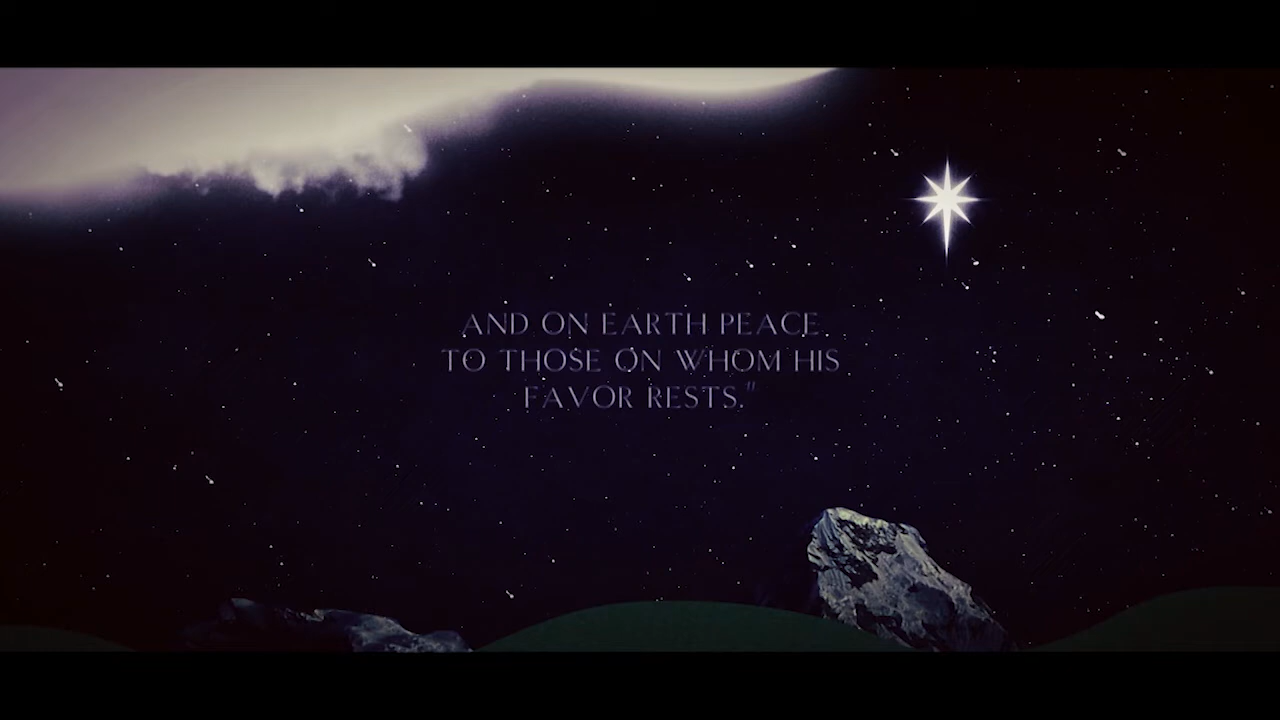 AND ON EARTH PEACE
TO THOSE ON WHOM HIS
FAVOR RESTS."